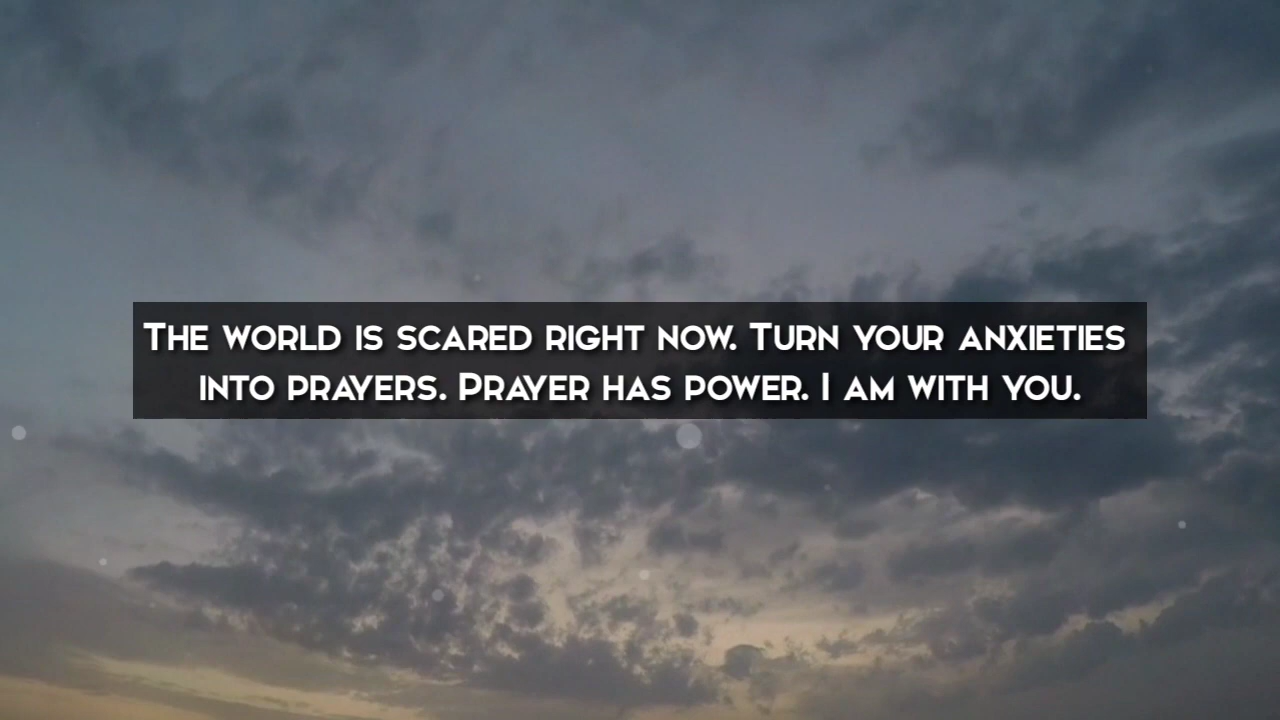 The world is scared right now. Turn your anxieties
into prayers. Prayer has power. I am with you.